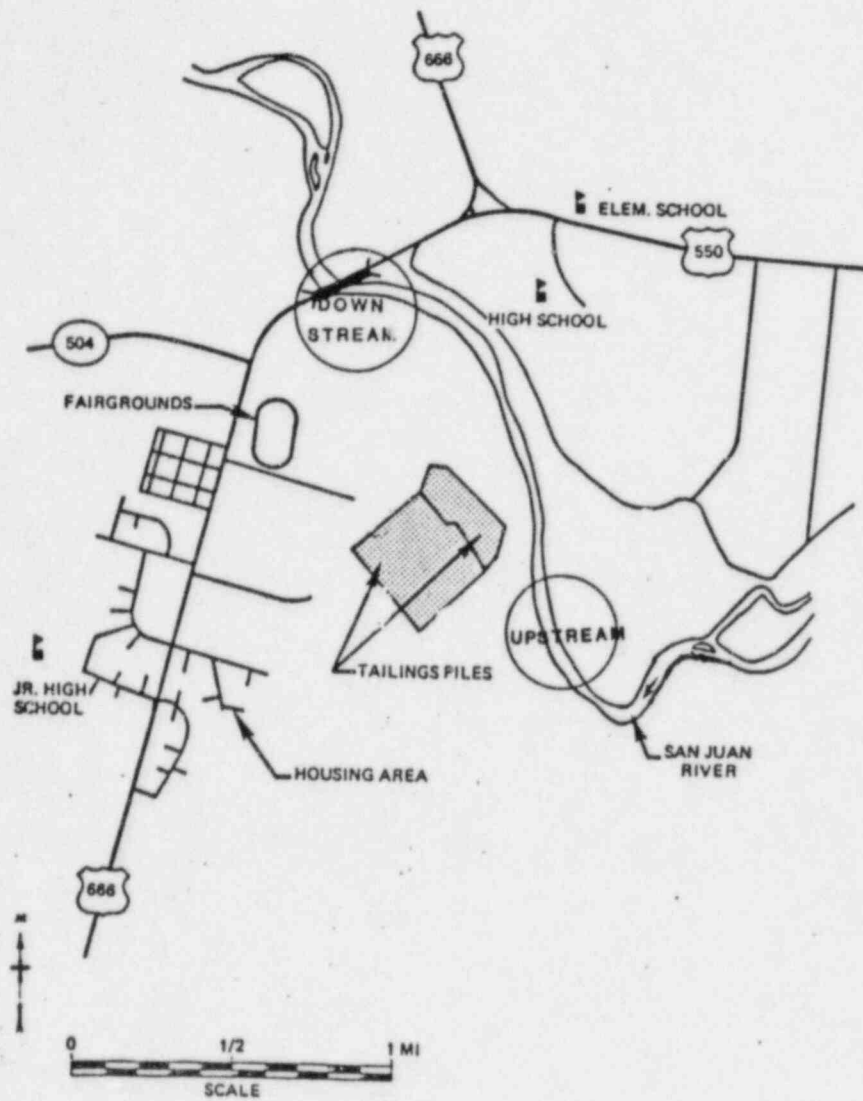 666
ELEM. SCHOOL
550
HIGH SCHOOL
DOWN
STREAM
504
FAIRGROUNDS
UPSTREAM
TAILINGS PILES
JR. HIGH
SCHOOL
SAN JUAN
RIVER
HOUSING AREA
666
0 1/2 1 MI
SCALE